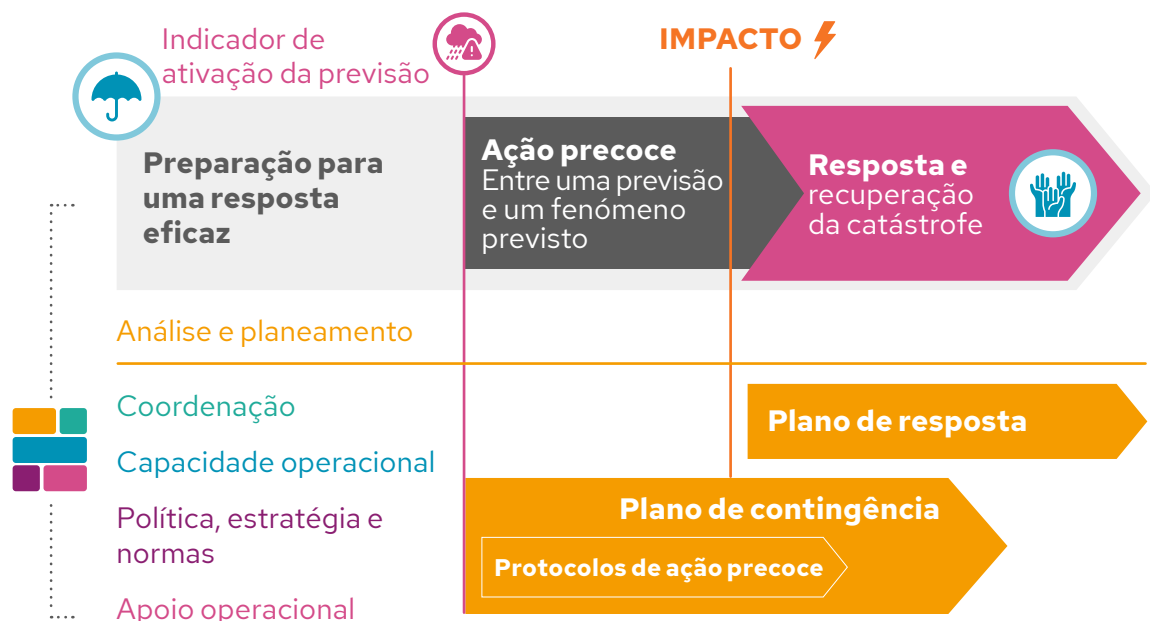 Indicador de
ativação da previsão
IMPACTO
Preparação para
uma resposta
eficaz
Ação precoce
Entre uma previsão
e um fenómeno
previsto
Resposta e
recuperação
da catástrofe
Análise e planeamento
Coordenação
Capacidade operacional
Política, estratégia e
normas
Apoio operacional
Plano de resposta
Plano de contingência
Protocolos de ação precoce